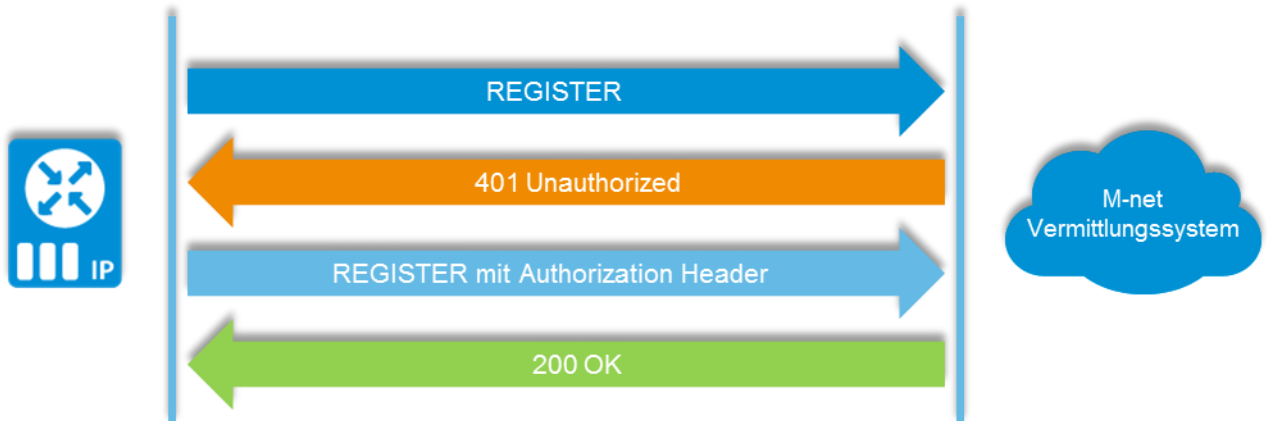 REGISTER
401 Unauthorized
IP
M-net
Vermittlungssystem
REGISTER mit Authorization Header
200 OK